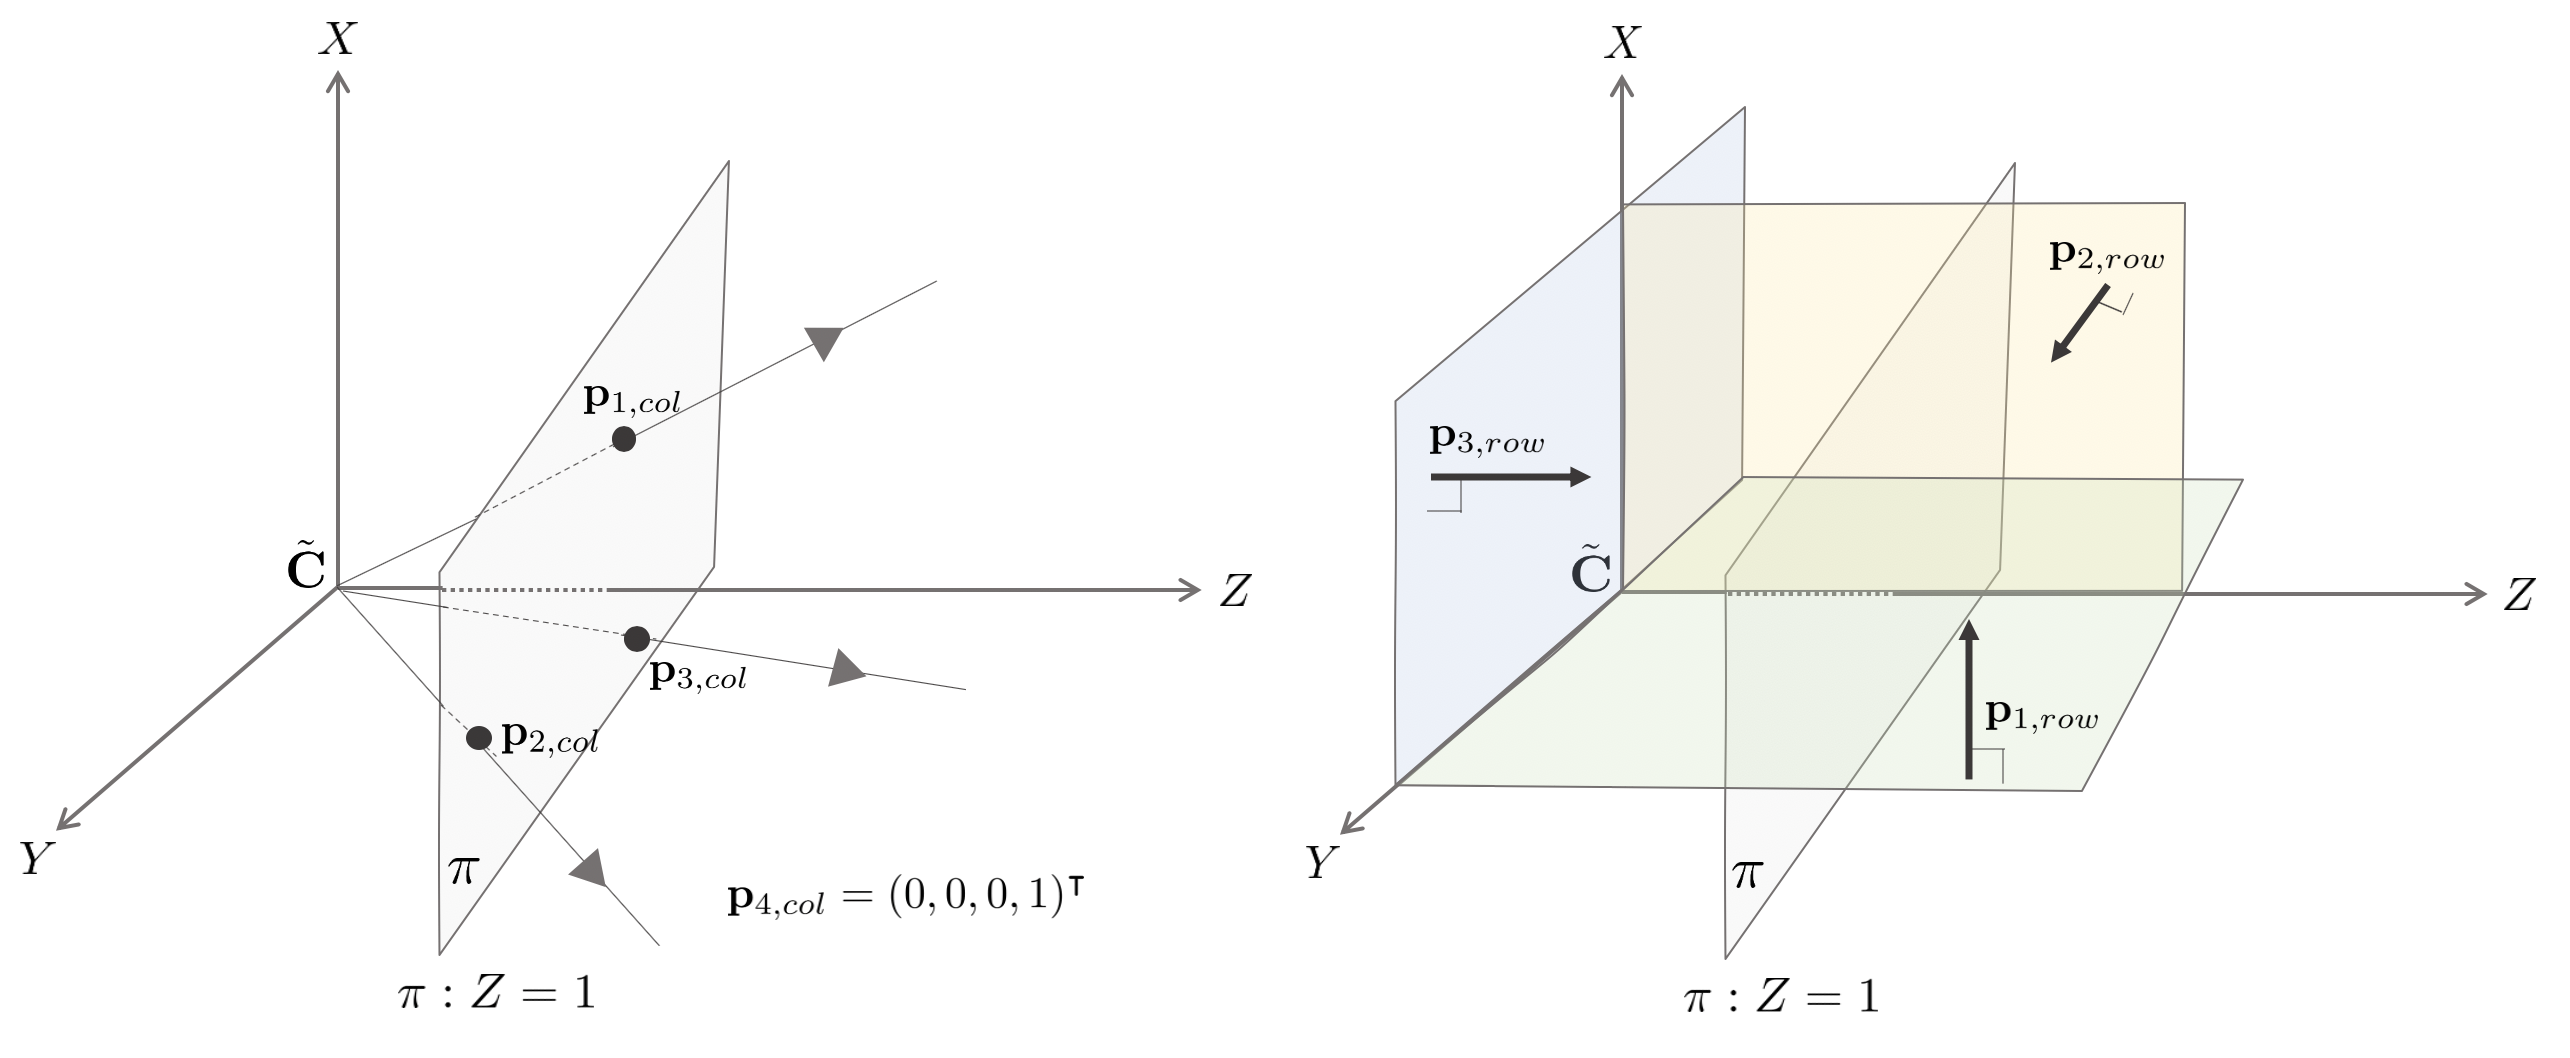 X
p₁,col
C̃
Z
p₃,col
p₂,col
Y
π
p₄,col = (0, 0, 0, 1)ᵀ
π : Z = 1
X
p₂,row
p₃,row
C̃
Z
p₁,row
Y
π
π : Z = 1